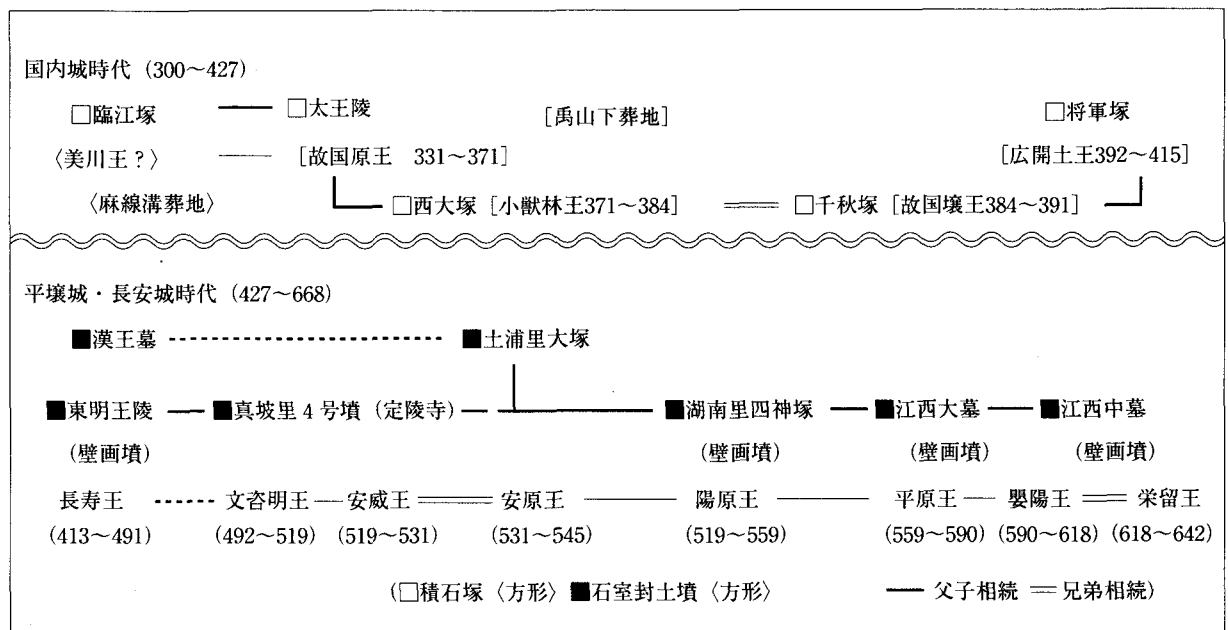 国内城時代（300～427）
□臨江塚 ━━ □太王陵 ［禹山下葬地］ □将軍塚
〈美川王？〉 ── ［故国原王 331～371］ ［広開土王392～415］
〈麻線溝葬地〉 □西大塚［小獣林王371～384］ ══ □千秋塚［故国壌王384～391］
平壌城・長安城時代（427～668）
■漢王墓 ■土浦里大塚
■東明王陵 ━ ■真坡里4号墳（定陵寺） ■湖南里四神塚 ━ ■江西大墓 ━ ■江西中墓
（壁画墳） （壁画墳） （壁画墳） （壁画墳）
長寿王 文咨明王 ─ 安威王 ══ 安原王 ── 陽原王 ── 平原王 ─ 嬰陽王 ══ 栄留王
（413～491） （492～519）（519～531） （531～545） （519～559） （559～590）（590～618）（618～642）
（□積石塚〈方形〉■石室封土墳〈方形〉 ━ 父子相続 ＝ 兄弟相続）